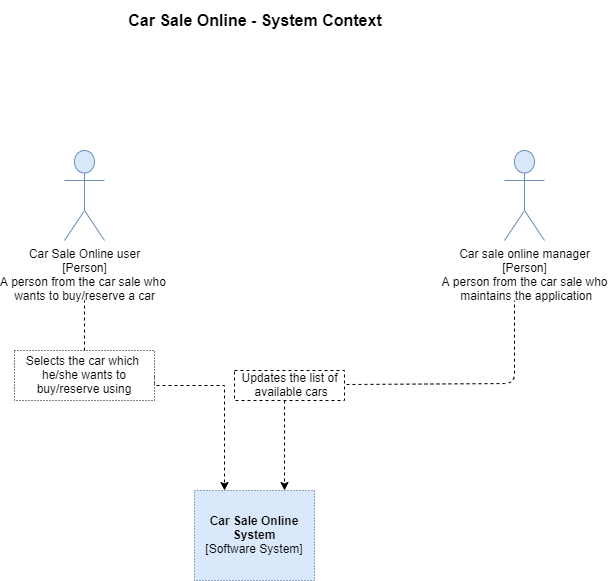 Car Sale Online - System Context
Car Sale Online user
[Person]
A person from the car sale who
wants to buy/reserve a car
Car sale online manager
[Person]
A person from the car sale who
maintains the application
Selects the car which
he/she wants to
buy/reserve using
Updates the list of
available cars
Car Sale Online
System
[Software System]